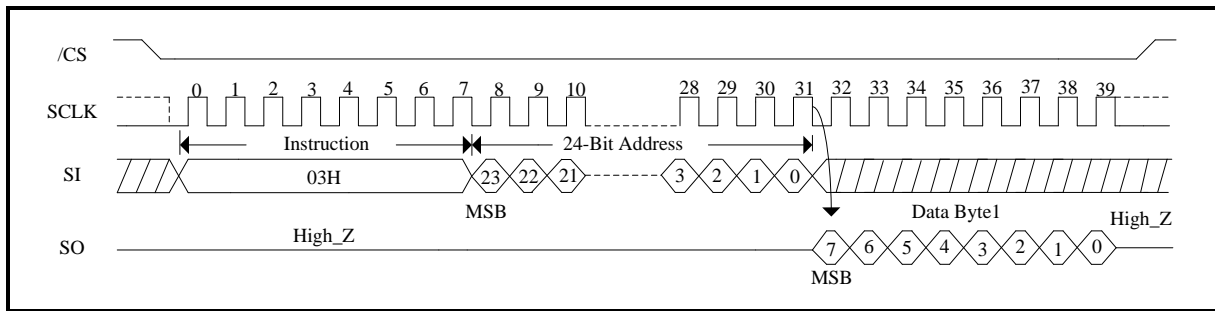 /CS
0 1 2 3 4 5 6 7 8 9 10 28 29 30 31 32 33 34 35 36 37 38 39
SCLK
Instruction 24-Bit Address
SI 03H 23 22 21 3 2 1 0
MSB Data Byte1 High_Z
High_Z
SO 7 6 5 4 3 2 1 0
MSB